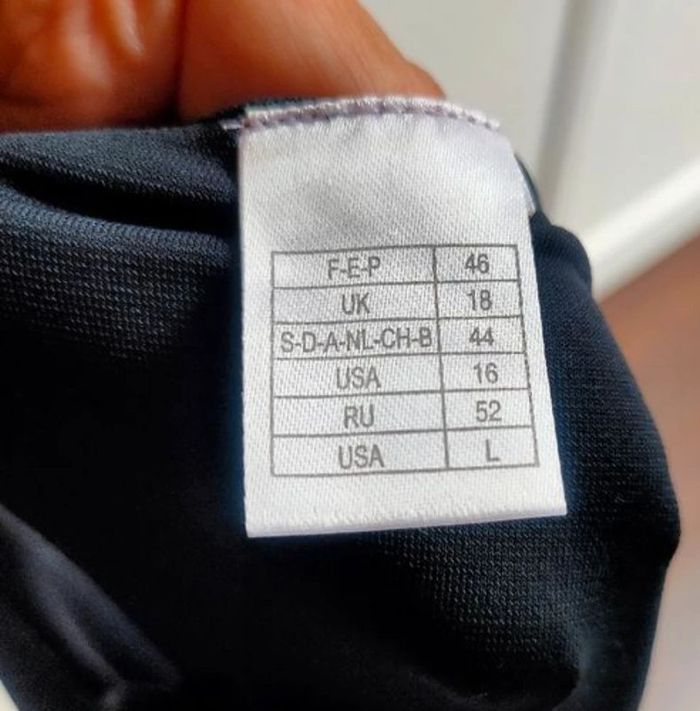 F-E-P 46
UK 18
S-D-A-NL-CH-B 44
USA 16
RU 52
USA L